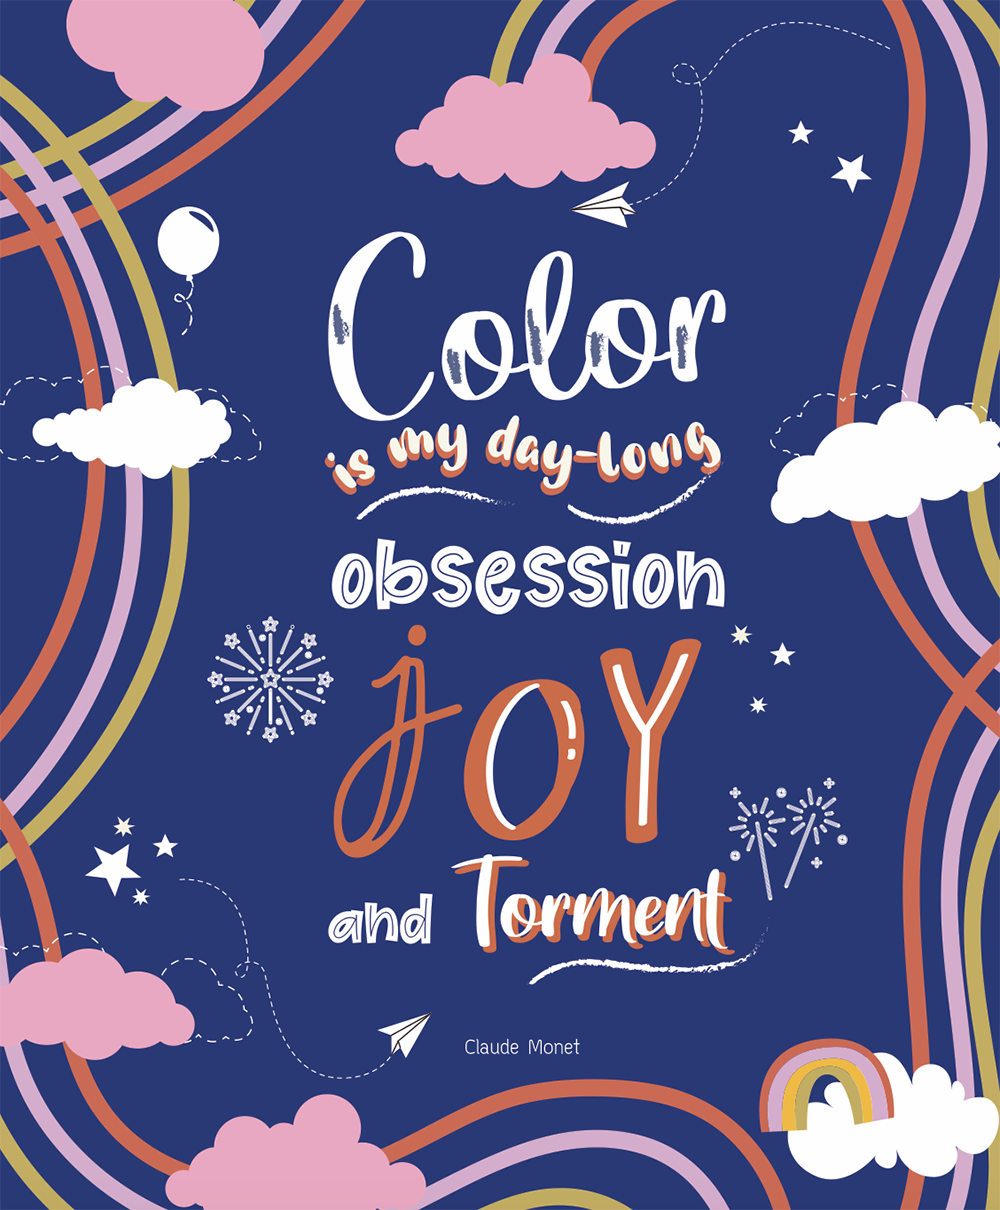 Color
is my day-long
obsession
joy
and Torment
Claude Monet